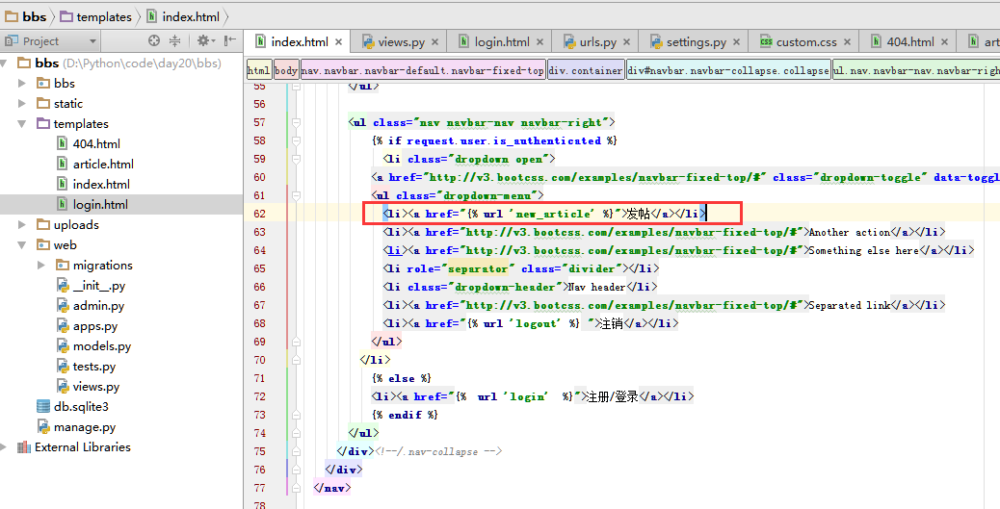 bbs templates index.html
Project
index.html views.py login.html urls.py settings.py custom.css 404.html
html body nav.navbar.navbar-default.navbar-fixed-top div.container div#navbar.navbar-collapse.collapse ul.nav.nav
bbs (D:\Python\code\day20\bbs)
bbs
static
templates
404.html
article.html
index.html
login.html
uploads
web
migrations
__init__.py
admin.py
apps.py
models.py
tests.py
views.py
db.sqlite3
manage.py
External Libraries
55 </ul>
56
57 <ul class="nav navbar-nav navbar-right">
58 {% if request.user.is_authenticated %}
59 <li class="dropdown open">
60 <a href="http://v3.bootcss.com/examples/navbar-fixed-top/#" class="dropdown-toggle" data-toggl
61 <ul class="dropdown-menu">
62 <li><a href="{% url 'new_article' %}">发帖</a></li>
63 <li><a href="http://v3.bootcss.com/examples/navbar-fixed-top/#">Another action</a></li>
64 <li><a href="http://v3.bootcss.com/examples/navbar-fixed-top/#">Something else here</a></li>
65 <li role="separator" class="divider"></li>
66 <li class="dropdown-header">Nav header</li>
67 <li><a href="http://v3.bootcss.com/examples/navbar-fixed-top/#">Separated link</a></li>
68 <li><a href="{% url 'logout' %} ">注销</a></li>
69 </ul>
70 </li>
71 {% else %}
72 <li><a href="{%  url 'login'  %}">注册/登录</a></li>
73 {% endif %}
74 </ul>
75 </div><!--/.nav-collapse -->
76 </div>
77 </nav>
78